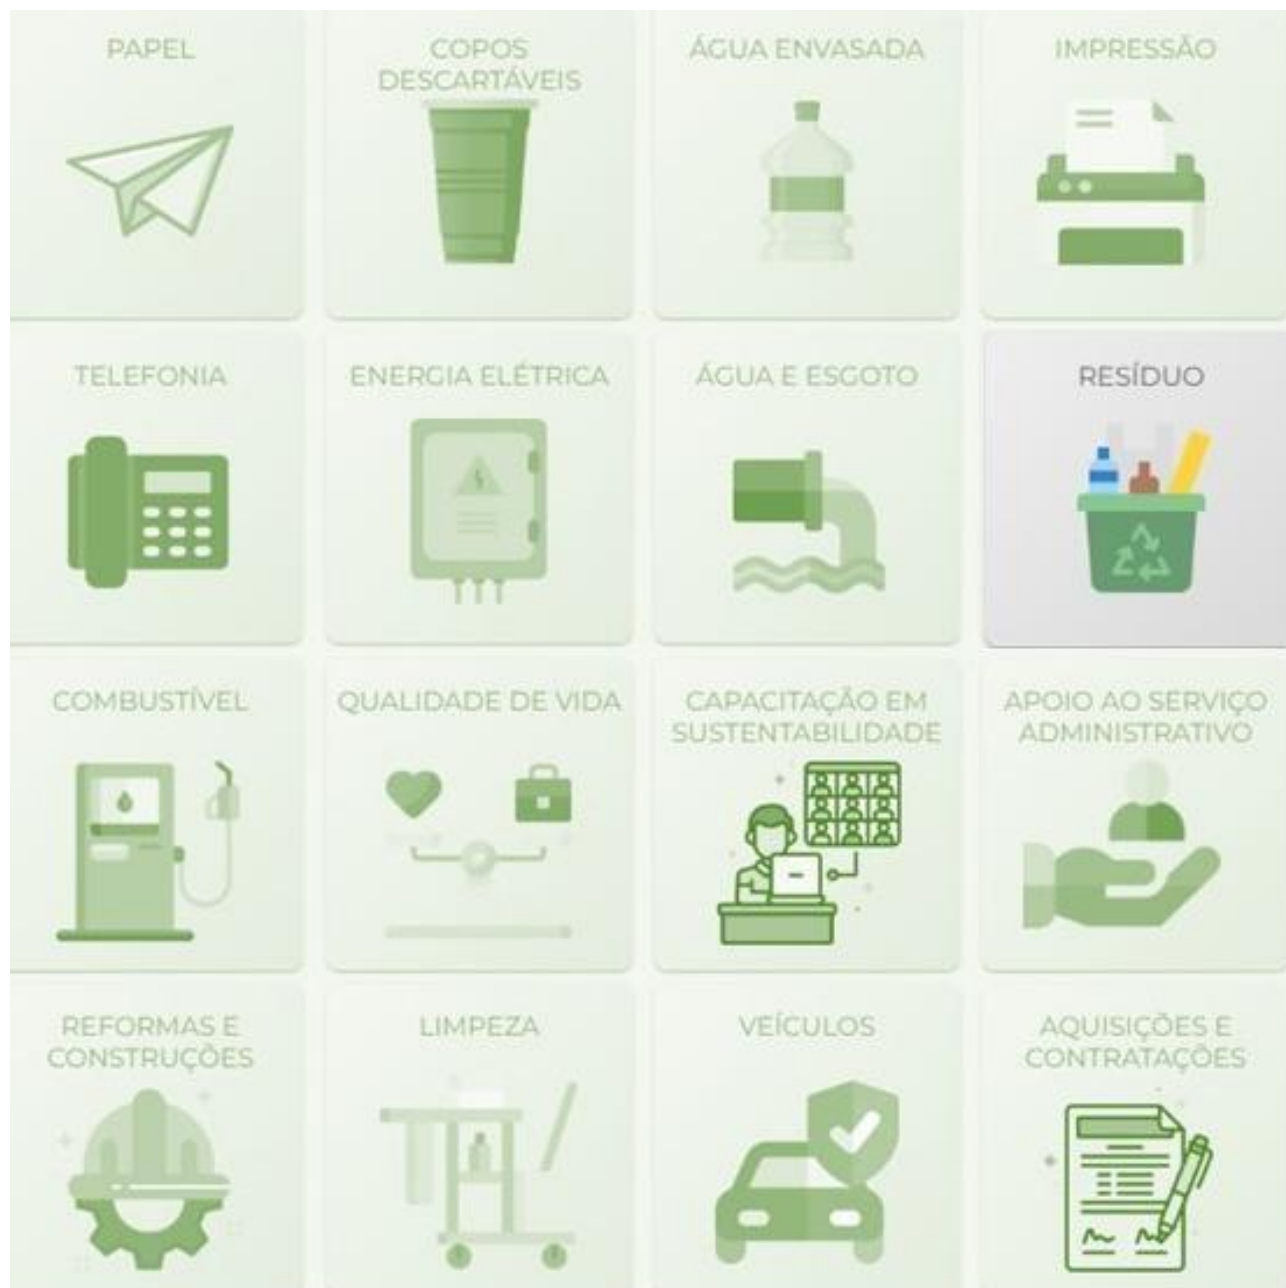 PAPEL
COPOS
DESCARTÁVEIS
ÁGUA ENVASADA
IMPRESSÃO
TELEFONIA
ENERGIA ELÉTRICA
ÁGUA E ESGOTO
RESÍDUO
COMBUSTÍVEL
QUALIDADE DE VIDA
CAPACITAÇÃO EM
SUSTENTABILIDADE
APOIO AO SERVIÇO
ADMINISTRATIVO
REFORMAS E
CONSTRUÇÕES
LIMPEZA
VEÍCULOS
AQUISIÇÕES E
CONTRATAÇÕES